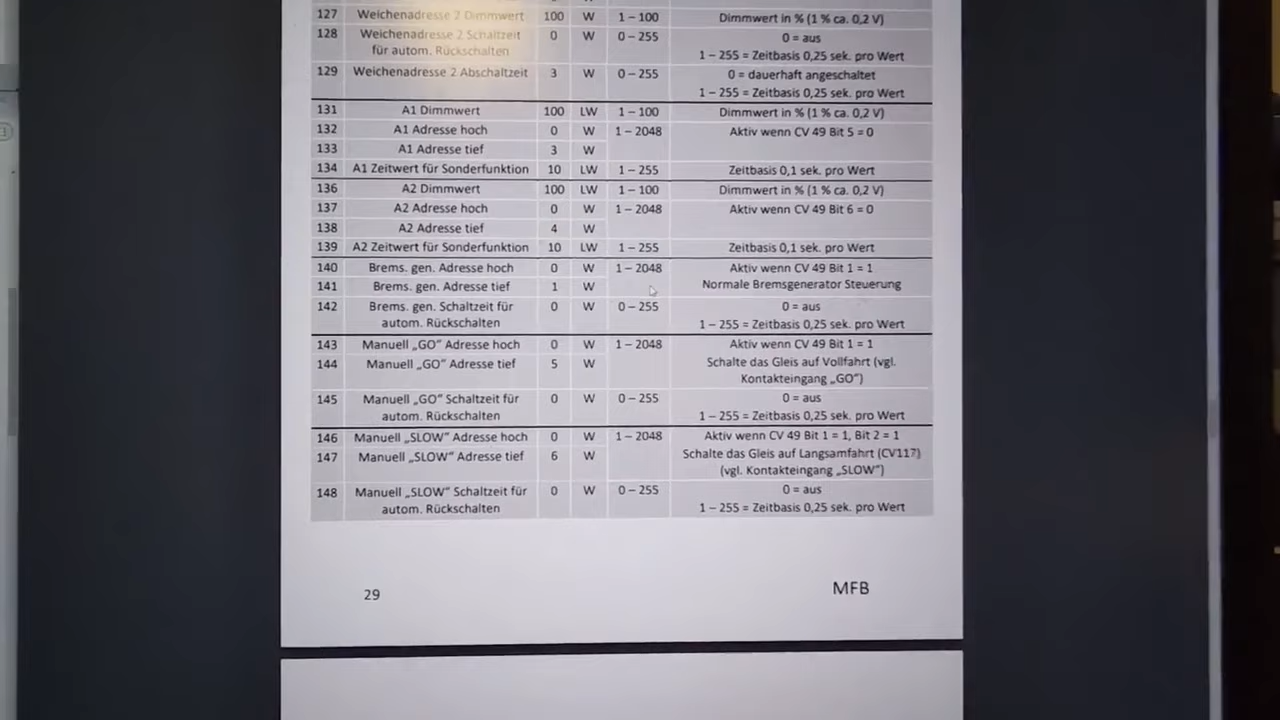 127 Weichenadresse 2 Dimmwert 100 W 1 – 100 Dimmwert in % (1 % ca. 0,2 V)
128 Weichenadresse 2 Schaltzeit 0 W 0 – 255 0 = aus
für autom. Rückschalten 1 – 255 = Zeitbasis 0,25 sek. pro Wert
129 Weichenadresse 2 Abschaltzeit 3 W 0 – 255 0 = dauerhaft angeschaltet
1 – 255 = Zeitbasis 0,25 sek. pro Wert
131 A1 Dimmwert 100 LW 1 – 100 Dimmwert in % (1 % ca. 0,2 V)
132 A1 Adresse hoch 0 W 1 – 2048 Aktiv wenn CV 49 Bit 5 = 0
133 A1 Adresse tief 3 W
134 A1 Zeitwert für Sonderfunktion 10 LW 1 – 255 Zeitbasis 0,1 sek. pro Wert
136 A2 Dimmwert 100 LW 1 – 100 Dimmwert in % (1 % ca. 0,2 V)
137 A2 Adresse hoch 0 W 1 – 2048 Aktiv wenn CV 49 Bit 6 = 0
138 A2 Adresse tief 4 W
139 A2 Zeitwert für Sonderfunktion 10 LW 1 – 255 Zeitbasis 0,1 sek. pro Wert
140 Brems. gen. Adresse hoch 0 W 1 – 2048 Aktiv wenn CV 49 Bit 1 = 1
141 Brems. gen. Adresse tief 1 W Normale Bremsgenerator Steuerung
142 Brems. gen. Schaltzeit für 0 W 0 – 255 0 = aus
autom. Rückschalten 1 – 255 = Zeitbasis 0,25 sek. pro Wert
143 Manuell „GO“ Adresse hoch 0 W 1 – 2048 Aktiv wenn CV 49 Bit 1 = 1
144 Manuell „GO“ Adresse tief 5 W Schalte das Gleis auf Vollfahrt (vgl.
Kontakteingang „GO“)
145 Manuell „GO“ Schaltzeit für 0 W 0 – 255 0 = aus
autom. Rückschalten 1 – 255 = Zeitbasis 0,25 sek. pro Wert
146 Manuell „SLOW“ Adresse hoch 0 W 1 – 2048 Aktiv wenn CV 49 Bit 1 = 1, Bit 2 = 1
147 Manuell „SLOW“ Adresse tief 6 W Schalte das Gleis auf Langsamfahrt (CV117)
(vgl. Kontakteingang „SLOW“)
148 Manuell „SLOW“ Schaltzeit für 0 W 0 – 255 0 = aus
autom. Rückschalten 1 – 255 = Zeitbasis 0,25 sek. pro Wert
29 MFB